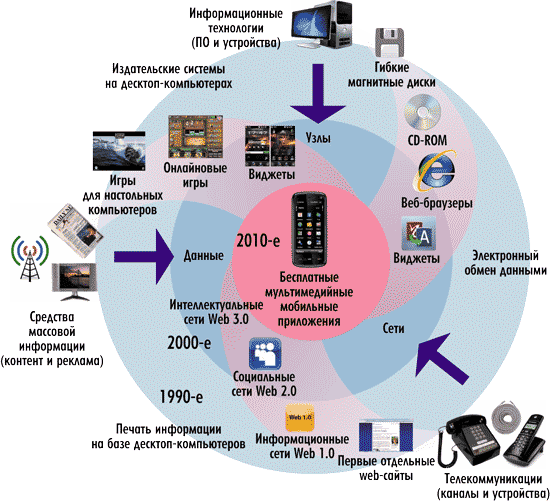 Информационные
технологии
(ПО и устройства)
Издательские системы
на десктоп-компьютерах
Гибкие
магнитные диски
Узлы
CD-ROM
Онлайновые
игры
Виджеты
Игры
для настольных
компьютеров
Веб-браузеры
Виджеты
Данные
2010-е
Бесплатные
мультимедийные
мобильные
приложения
Электронный
обмен данными
Средства
массовой
информации
(контент и реклама)
Интеллектуальные
сети Web 3.0
Сети
2000-е
Социальные
сети Web 2.0
1990-е
Печать информации
на базе десктоп-компьютеров
Web 1.0
Информационные
сети Web 1.0
Первые отдельные
web-сайты
Телекоммуникации
(каналы и устройства)